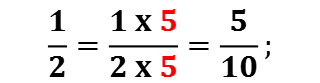 1/2 = 1 x 5/2 x 5 = 5/10 ;